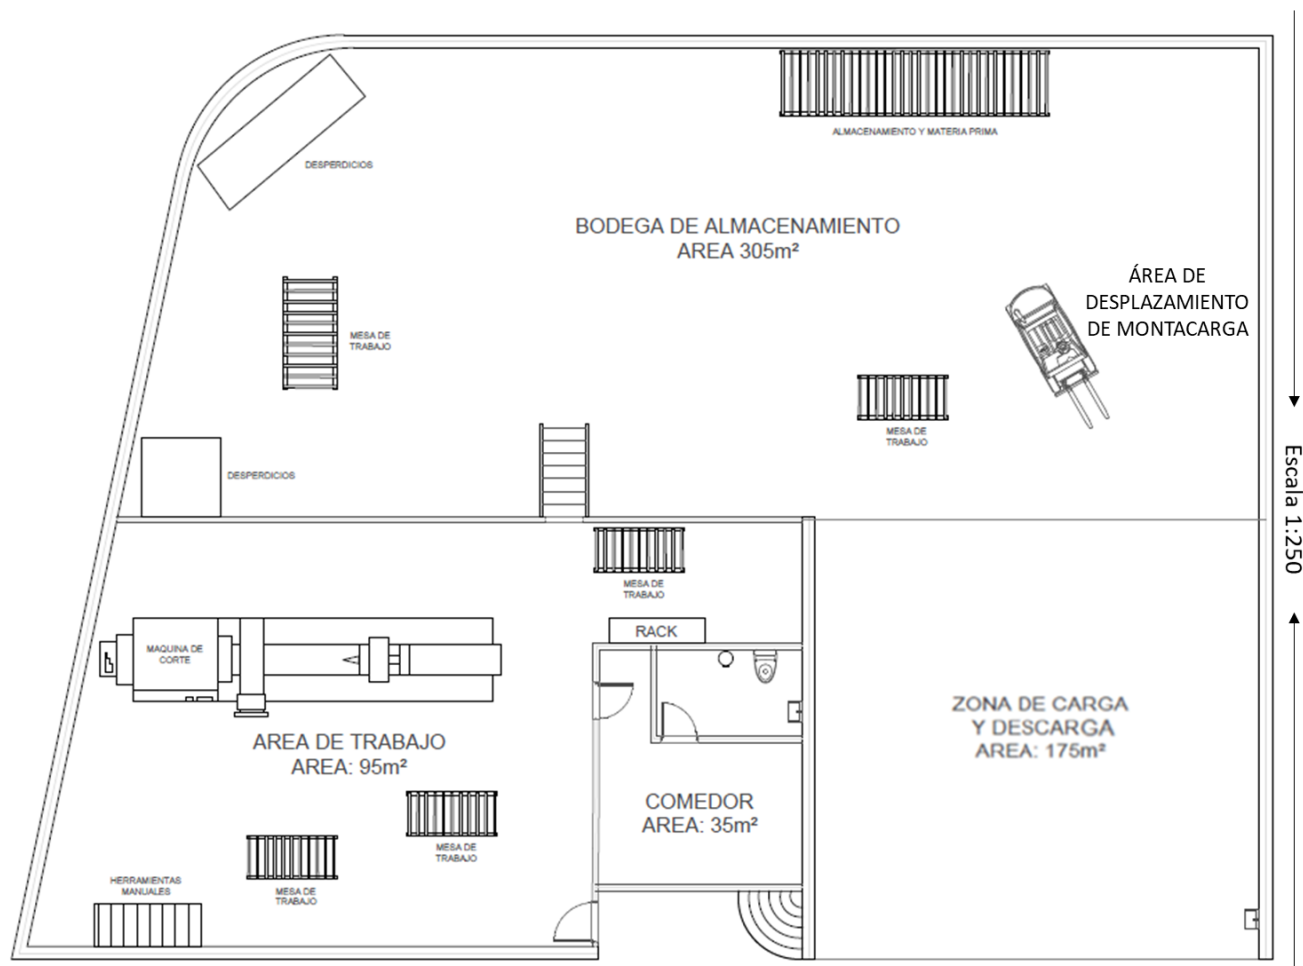 ALMACENAMIENTO Y MATERIA PRIMA
DESPERDICIOS
BODEGA DE ALMACENAMIENTO
AREA 305m²
ÁREA DE
DESPLAZAMIENTO
DE MONTACARGA
MESA DE
TRABAJO
MESA DE
TRABAJO
DESPERDICIOS
Escala 1:250
MESA DE
TRABAJO
RACK
MAQUINA DE
CORTE
ZONA DE CARGA
Y DESCARGA
AREA: 175m²
AREA DE TRABAJO
AREA: 95m²
COMEDOR
AREA: 35m²
MESA DE
TRABAJO
HERRAMIENTAS
MANUALES
MESA DE
TRABAJO